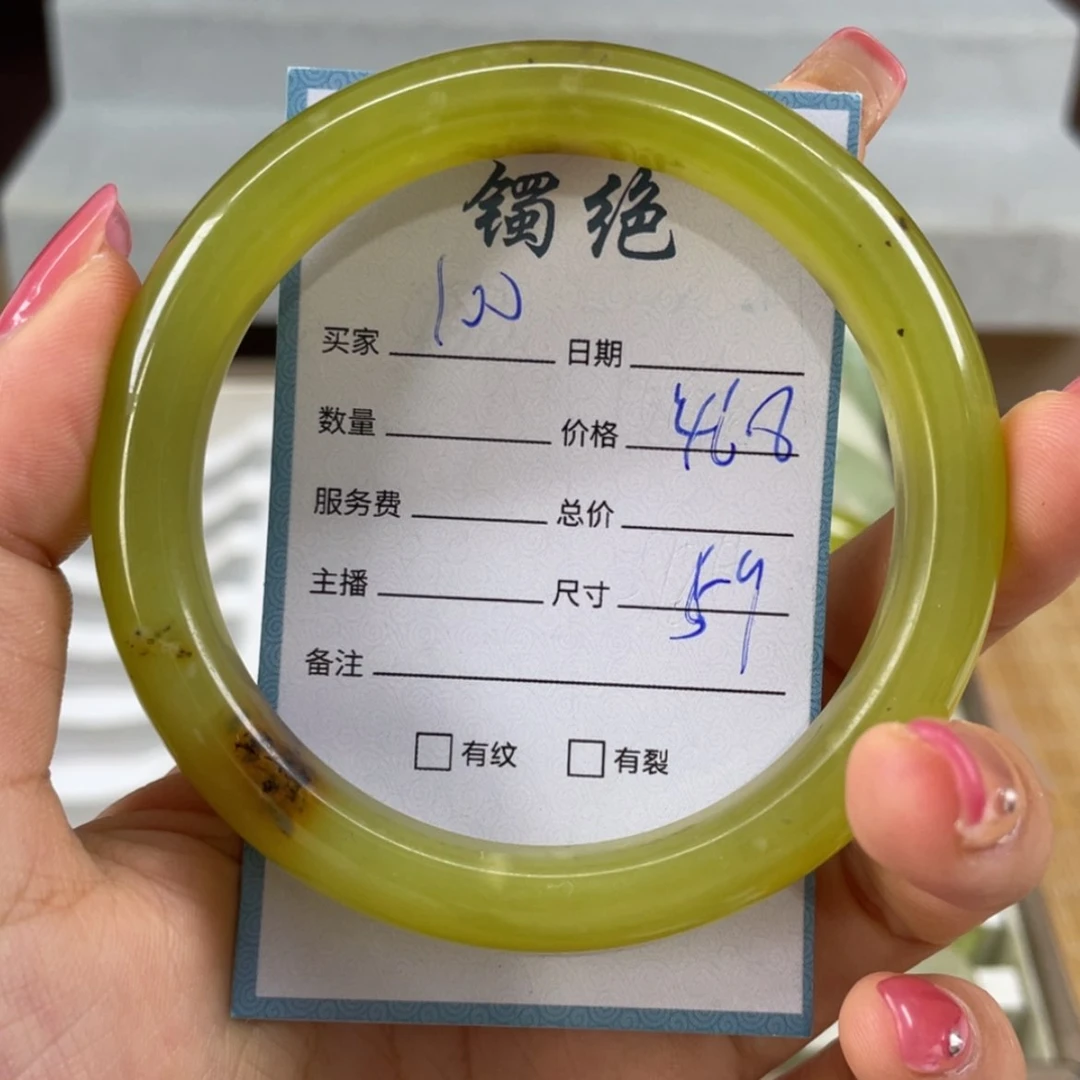 镯绝
100
买家 日期
数量 价格 468
服务费 总价
主播 尺寸 59
备注
□有纹 □有裂